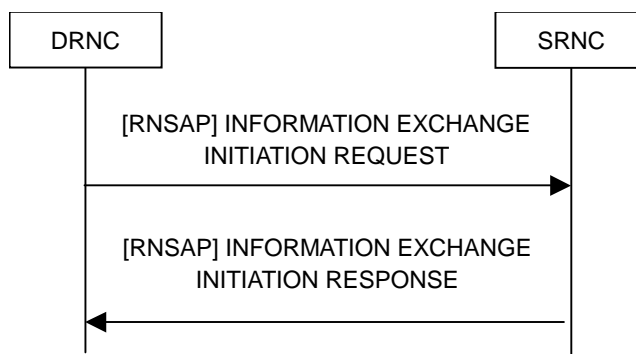 DRNC
SRNC
[RNSAP] INFORMATION EXCHANGE
INITIATION REQUEST
[RNSAP] INFORMATION EXCHANGE
INITIATION RESPONSE